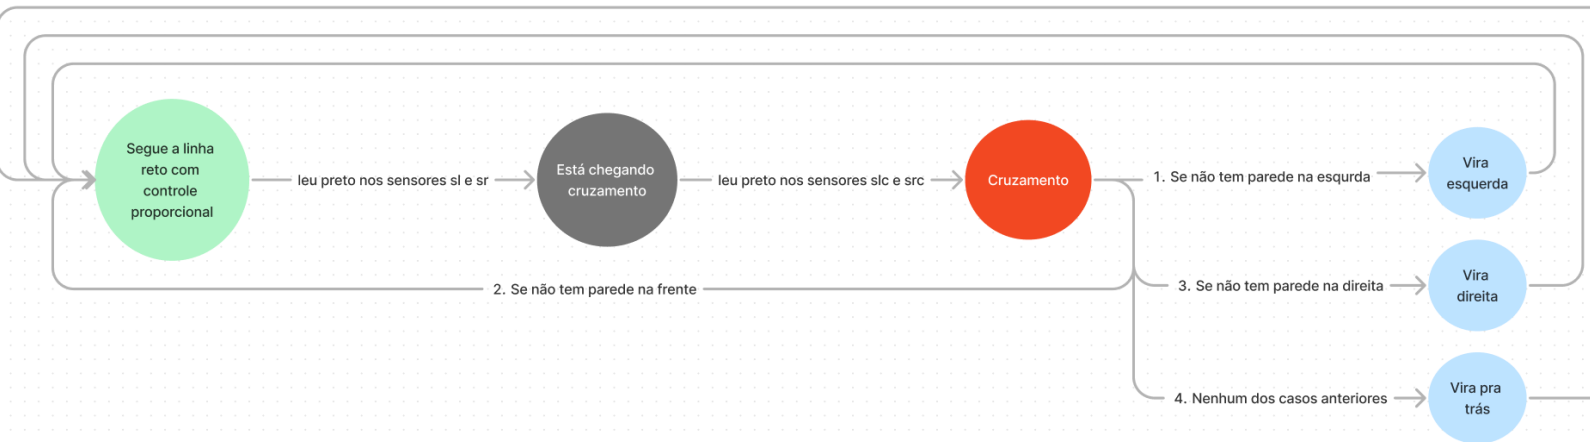 Segue a linha
reto com
controle
proporcional
leu preto nos sensores sl e sr
Está chegando
cruzamento
leu preto nos sensores slc e src
Cruzamento
1. Se não tem parede na esqurda
Vira
esquerda
2. Se não tem parede na frente
3. Se não tem parede na direita
Vira
direita
4. Nenhum dos casos anteriores
Vira pra
trás